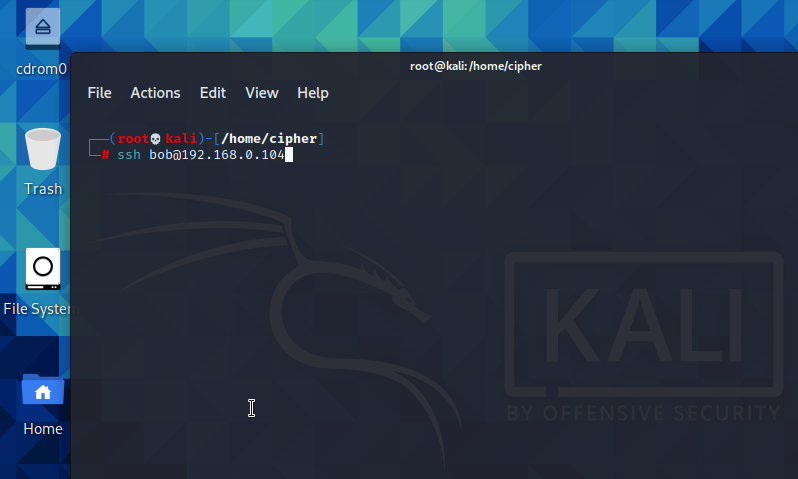 cdrom0
root@kali:/home/cipher
File Actions Edit View Help
(root💀kali)-[/home/cipher]
# ssh bob@192.168.0.104
Trash
File System
Home
KALI
BY OFFENSIVE SECURITY